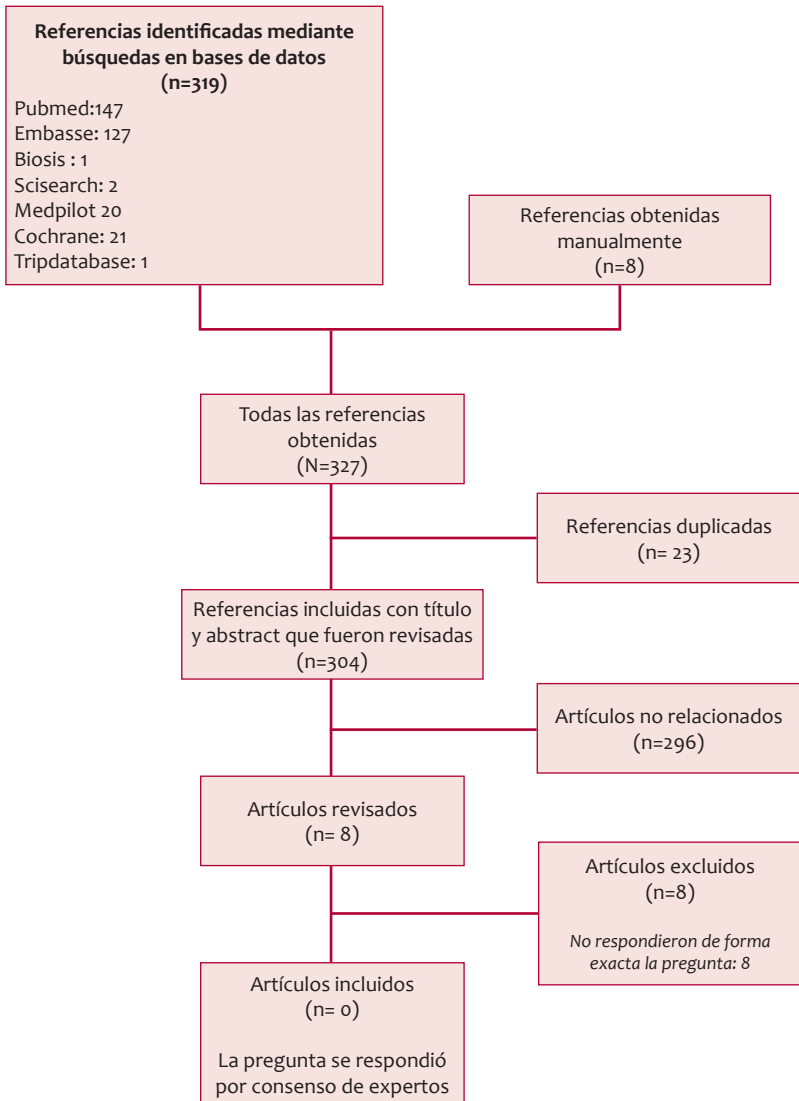 Referencias identificadas mediante
búsquedas en bases de datos
(n=319)
Pubmed:147
Embasse: 127
Biosis : 1
Scisearch: 2
Medpilot 20
Cochrane: 21
Tripdatabase: 1
Referencias obtenidas
manualmente
(n=8)
Todas las referencias
obtenidas
(N=327)
Referencias duplicadas
(n= 23)
Referencias incluidas con título
y abstract que fueron revisadas
(n=304)
Artículos no relacionados
(n=296)
Artículos revisados
(n= 8)
Artículos excluidos
(n=8)
No respondieron de forma
exacta la pregunta: 8
Artículos incluidos
(n= 0)
La pregunta se respondió
por consenso de expertos